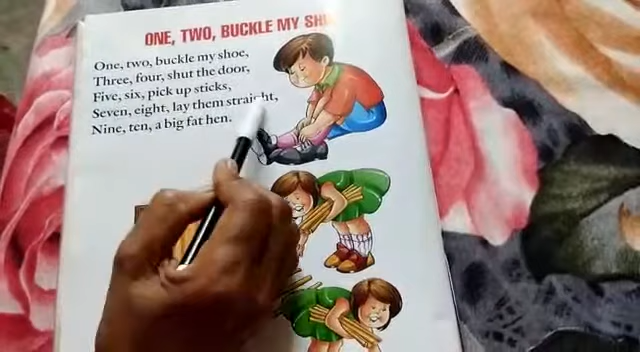 ONE, TWO, BUCKLE MY SH
One, two, buckle my shoe,
Three, four, shut the door,
Five, six, pick up sticks,
Seven, eight, lay them straight,
Nine, ten, a big fat hen.